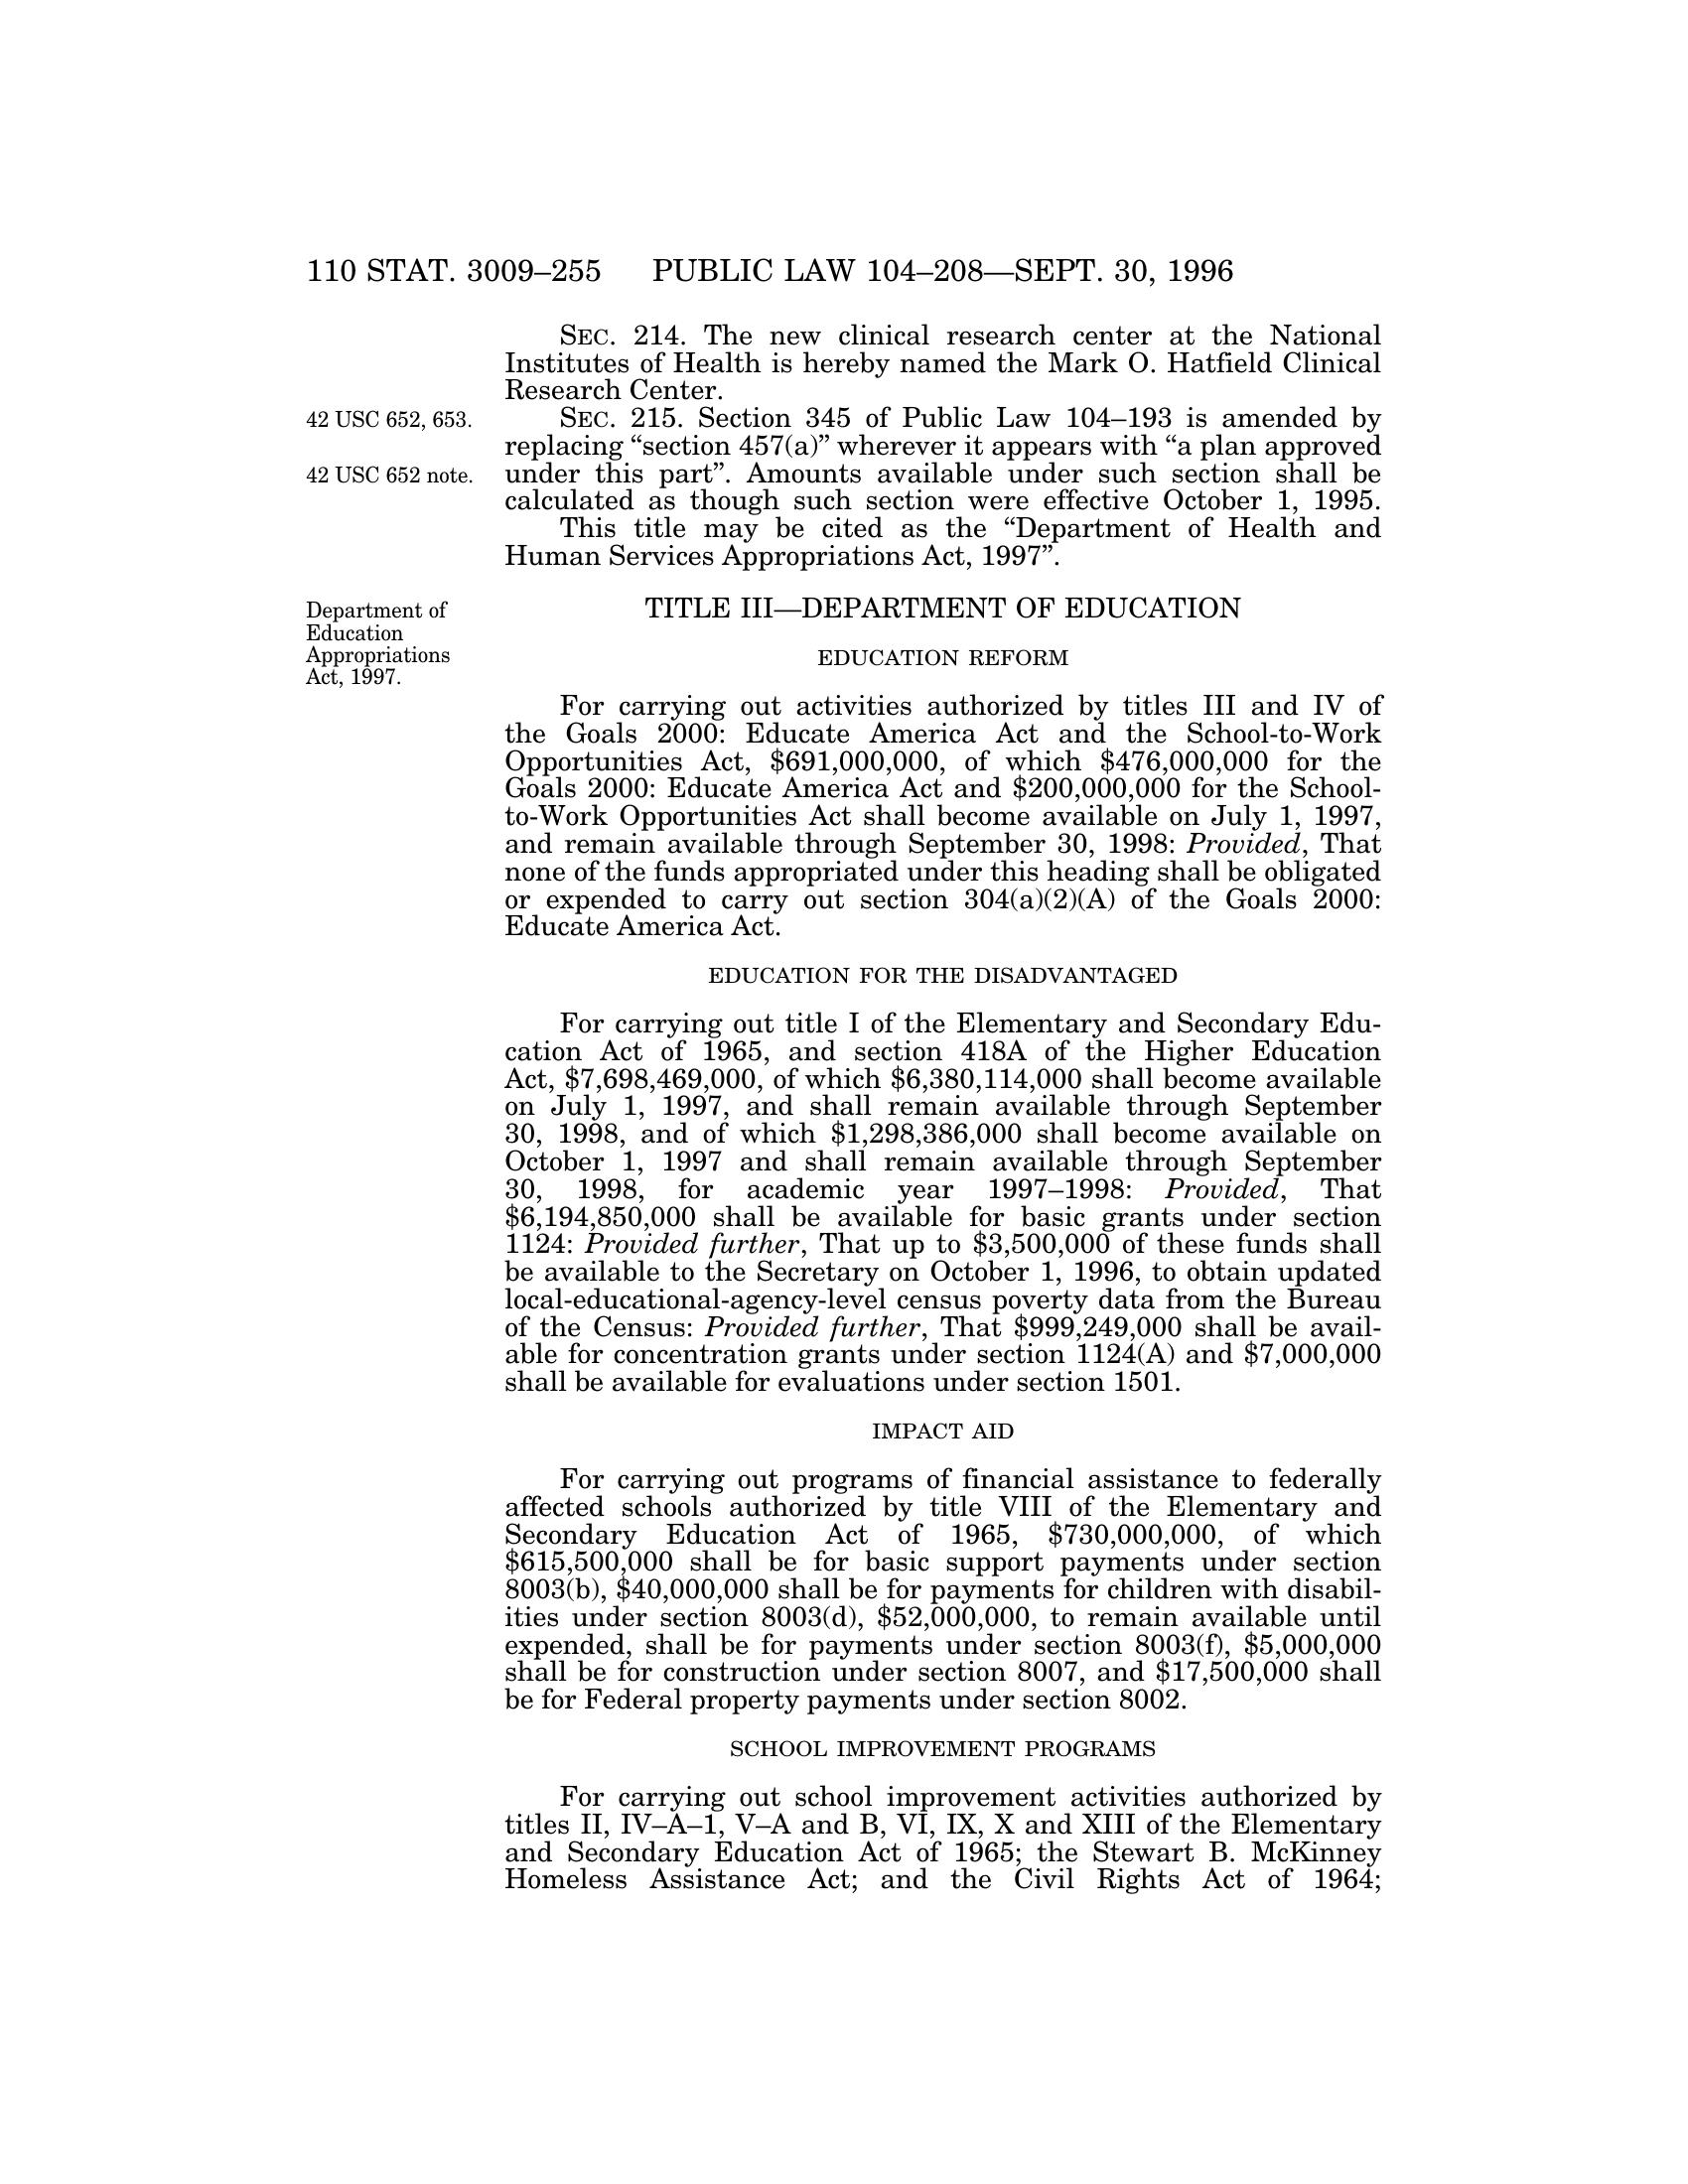 110 STAT. 3009–255 PUBLIC LAW 104–208—SEPT. 30, 1996
SEC. 214. The new clinical research center at the National
Institutes of Health is hereby named the Mark O. Hatfield Clinical
Research Center.
42 USC 652, 653.
SEC. 215. Section 345 of Public Law 104–193 is amended by
replacing “section 457(a)” wherever it appears with “a plan approved
42 USC 652 note.
under this part”. Amounts available under such section shall be
calculated as though such section were effective October 1, 1995.
This title may be cited as the “Department of Health and
Human Services Appropriations Act, 1997”.
Department of
Education
Appropriations
Act, 1997.
TITLE III—DEPARTMENT OF EDUCATION
EDUCATION REFORM
For carrying out activities authorized by titles III and IV of
the Goals 2000: Educate America Act and the School-to-Work
Opportunities Act, $691,000,000, of which $476,000,000 for the
Goals 2000: Educate America Act and $200,000,000 for the School-
to-Work Opportunities Act shall become available on July 1, 1997,
and remain available through September 30, 1998: Provided, That
none of the funds appropriated under this heading shall be obligated
or expended to carry out section 304(a)(2)(A) of the Goals 2000:
Educate America Act.
EDUCATION FOR THE DISADVANTAGED
For carrying out title I of the Elementary and Secondary Edu-
cation Act of 1965, and section 418A of the Higher Education
Act, $7,698,469,000, of which $6,380,114,000 shall become available
on July 1, 1997, and shall remain available through September
30, 1998, and of which $1,298,386,000 shall become available on
October 1, 1997 and shall remain available through September
30, 1998, for academic year 1997–1998: Provided, That
$6,194,850,000 shall be available for basic grants under section
1124: Provided further, That up to $3,500,000 of these funds shall
be available to the Secretary on October 1, 1996, to obtain updated
local-educational-agency-level census poverty data from the Bureau
of the Census: Provided further, That $999,249,000 shall be avail-
able for concentration grants under section 1124(A) and $7,000,000
shall be available for evaluations under section 1501.
IMPACT AID
For carrying out programs of financial assistance to federally
affected schools authorized by title VIII of the Elementary and
Secondary Education Act of 1965, $730,000,000, of which
$615,500,000 shall be for basic support payments under section
8003(b), $40,000,000 shall be for payments for children with disabil-
ities under section 8003(d), $52,000,000, to remain available until
expended, shall be for payments under section 8003(f), $5,000,000
shall be for construction under section 8007, and $17,500,000 shall
be for Federal property payments under section 8002.
SCHOOL IMPROVEMENT PROGRAMS
For carrying out school improvement activities authorized by
titles II, IV–A–1, V–A and B, VI, IX, X and XIII of the Elementary
and Secondary Education Act of 1965; the Stewart B. McKinney
Homeless Assistance Act; and the Civil Rights Act of 1964;